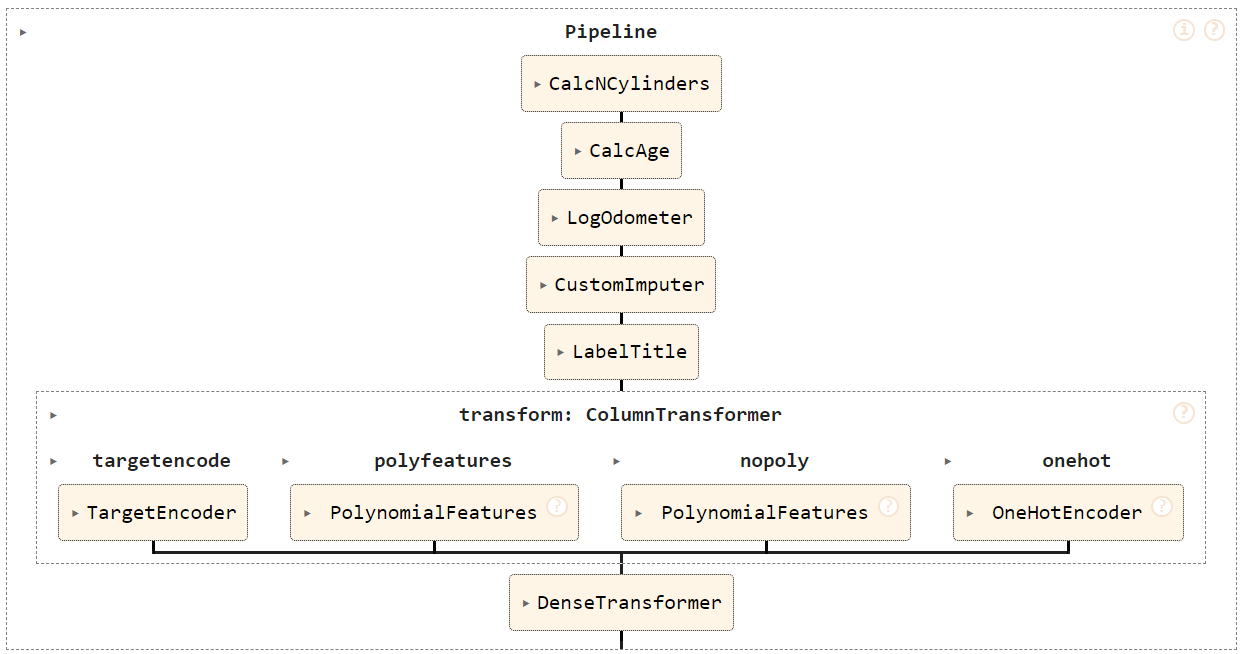 Pipeline
i ?
CalcNCylinders
CalcAge
LogOdometer
CustomImputer
LabelTitle
transform: ColumnTransformer
?
targetencode polyfeatures nopoly onehot
TargetEncoder PolynomialFeatures ? PolynomialFeatures ? OneHotEncoder ?
DenseTransformer